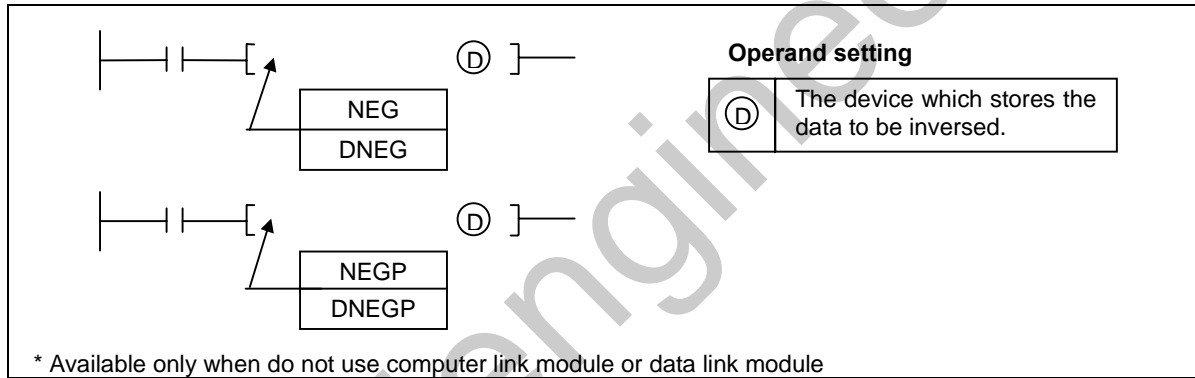 D
NEG
DNEG
Operand setting
D
The device which stores the
data to be inversed.
D
NEGP
DNEGP
* Available only when do not use computer link module or data link module